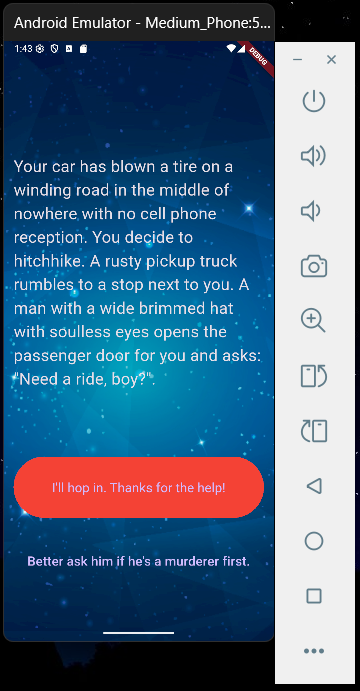 Android Emulator - Medium_Phone:5...
1:43
DEBUG
Your car has blown a tire on a
winding road in the middle of
nowhere with no cell phone
reception. You decide to
hitchhike. A rusty pickup truck
rumbles to a stop next to you. A
man with a wide brimmed hat
with soulless eyes opens the
passenger door for you and asks:
"Need a ride, boy?".
I'll hop in. Thanks for the help!
Better ask him if he's a murderer first.